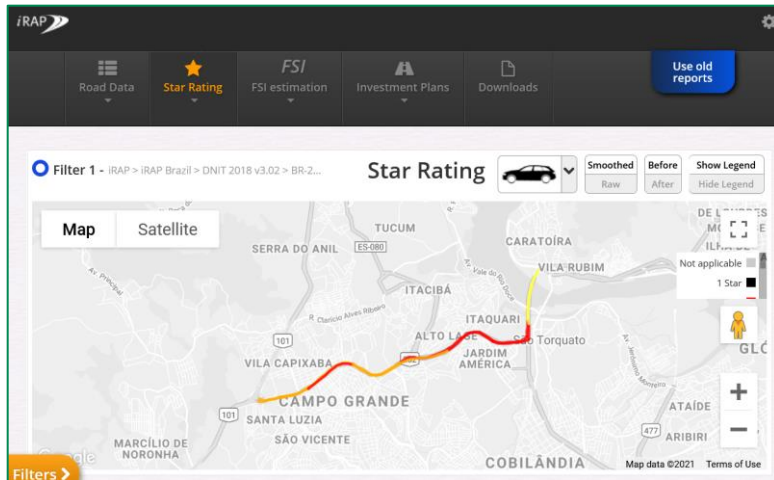 iRAP
Road Data
Star Rating
FSI
FSI estimation
Investment Plans
Downloads
Use old
reports
Filter 1 - iRAP > iRAP Brazil > DNIT 2018 v3.02 > BR-2...
Star Rating
Smoothed
Raw
Before
After
Show Legend
Hide Legend
Map
Satellite
TUCUM
SERRA DO ANIL
ES-080
CARATOÍRA
Not applicable
1 Star
VILA RUBIM
ITACIBÁ
R. Clarício Alves Ribeiro
ITAQUARI
ALTO LAGE
São Torquato
JARDIM
AMÉRICA
101
VILA CAPIXABA
CAMPO GRANDE
101
SANTA LUZIA
SÃO VICENTE
MARCÍLIO DE
NORONHA
COBILÂNDIA
ATAÍDE
477
ARIBIRI
Google
Map data ©2021
Terms of Use
Filters